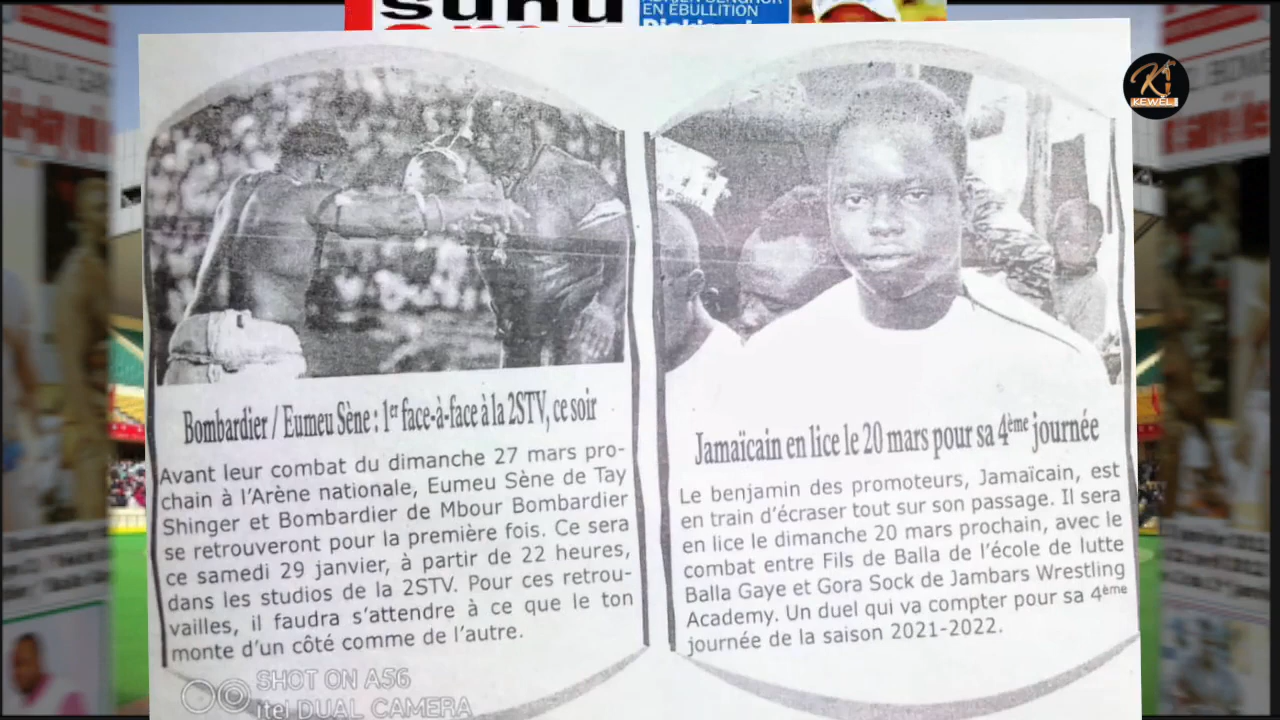 sunu
ADRIEN SENGHOR
EN EBULLITION
KEWEL
Bombardier / Eumeu Sène : 1er face-à-face à la 2STV, ce soir
Avant leur combat du dimanche 27 mars pro-
chain à l'Arène nationale, Eumeu Sène de Tay
Shinger et Bombardier de Mbour Bombardier
se retrouveront pour la première fois. Ce sera
ce samedi 29 janvier, à partir de 22 heures,
dans les studios de la 2STV. Pour ces retrou-
vailles, il faudra s'attendre à ce que le ton
monte d'un côté comme de l'autre.
Jamaïcain en lice le 20 mars pour sa 4ème journée
Le benjamin des promoteurs, Jamaïcain, est
en train d'écraser tout sur son passage. Il sera
en lice le dimanche 20 mars prochain, avec le
combat entre Fils de Balla de l'école de lutte
Balla Gaye et Gora Sock de Jambars Wrestling
Academy. Un duel qui va compter pour sa 4ème
journée de la saison 2021-2022.
SHOT ON A56
itel DUAL CAMERA